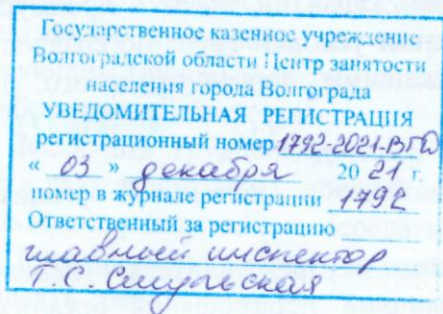 Государственное казенное учреждение
Волгоградской области Центр занятости
населения города Волгограда
УВЕДОМИТЕЛЬНАЯ РЕГИСТРАЦИЯ
регистрационный номер 1792-2021-ВГО
« 03 » декабря 20 21 г.
номер в журнале регистрации 1792
Ответственный за регистрацию
главный инспектор
Т.С.